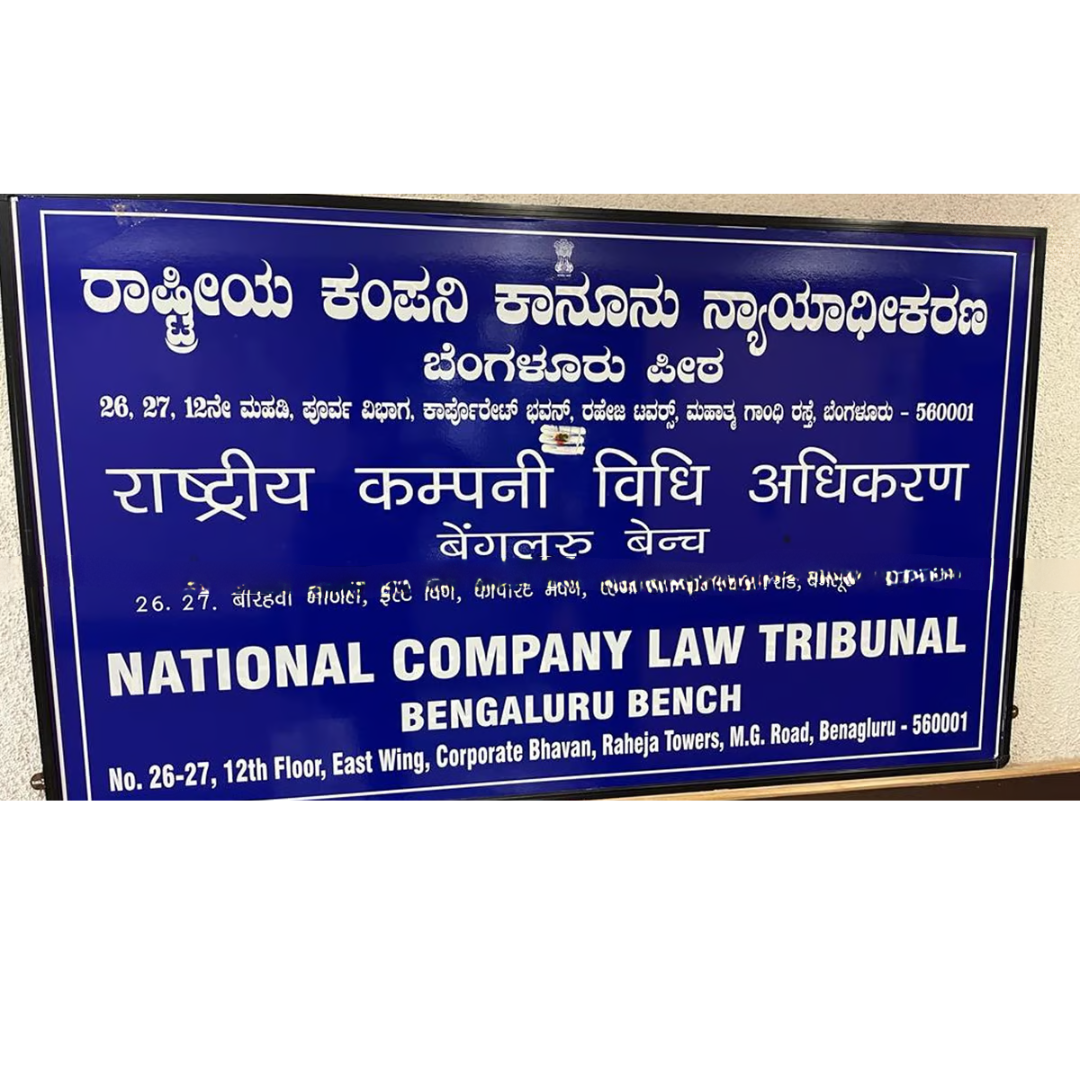 ರಾಷ್ಟ್ರೀಯ ಕಂಪನಿ ಕಾನೂನು ನ್ಯಾಯಾಧೀಕರಣ
ಬೆಂಗಳೂರು ಪೀಠ
26, 27, 12ನೇ ಮಹಡಿ, ಪೂರ್ವ ವಿಭಾಗ, ಕಾರ್ಪೊರೇಟ್ ಭವನ್, ರಹೇಜ ಟವರ್ಸ್, ಮಹಾತ್ಮ ಗಾಂಧಿ ರಸ್ತೆ, ಬೆಂಗಳೂರು - 560001
राष्ट्रीय कम्पनी विधि अधिकरण
बेंगलूरु बेन्च
26. 27.
NATIONAL COMPANY LAW TRIBUNAL
BENGALURU BENCH
No. 26-27, 12th Floor, East Wing, Corporate Bhavan, Raheja Towers, M.G. Road, Benagluru - 560001